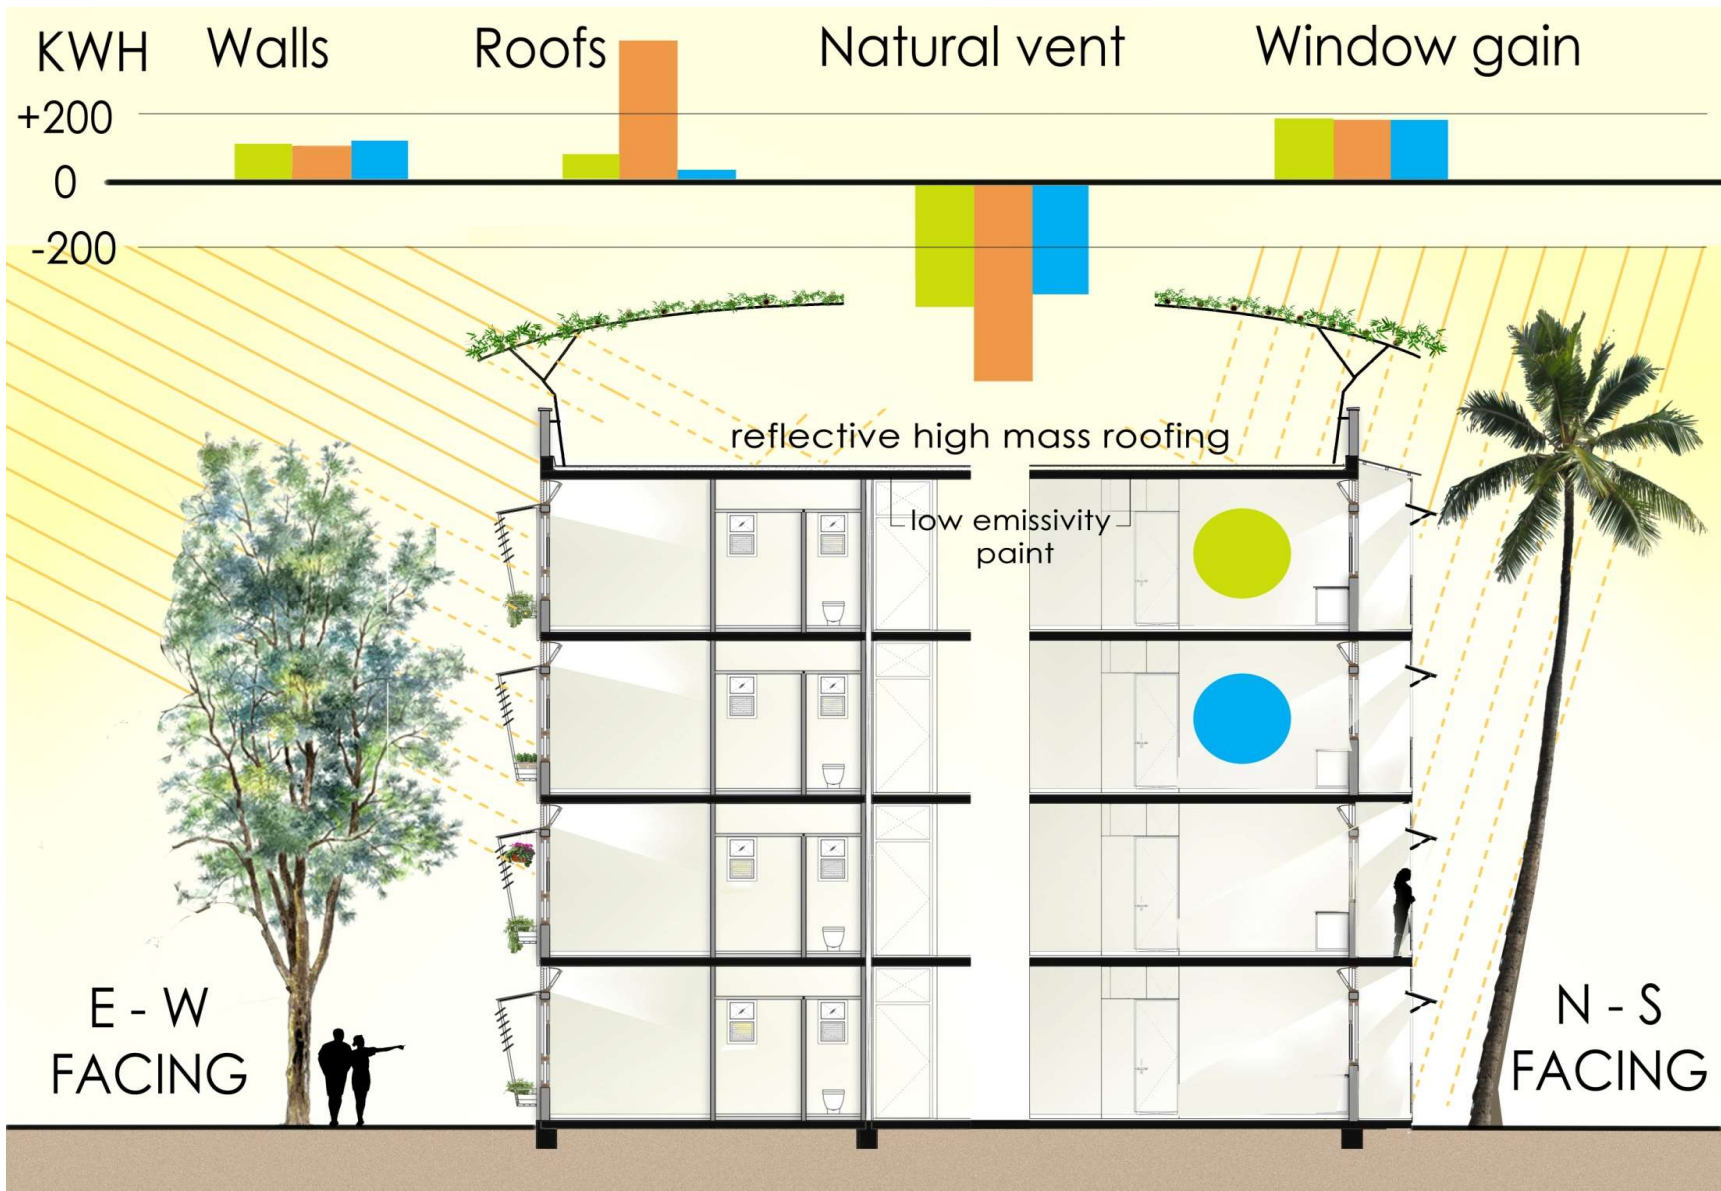 KWH Walls Roofs Natural vent Window gain
+200
0
-200
reflective high mass roofing
low emissivity
paint
E - W
FACING
N - S
FACING